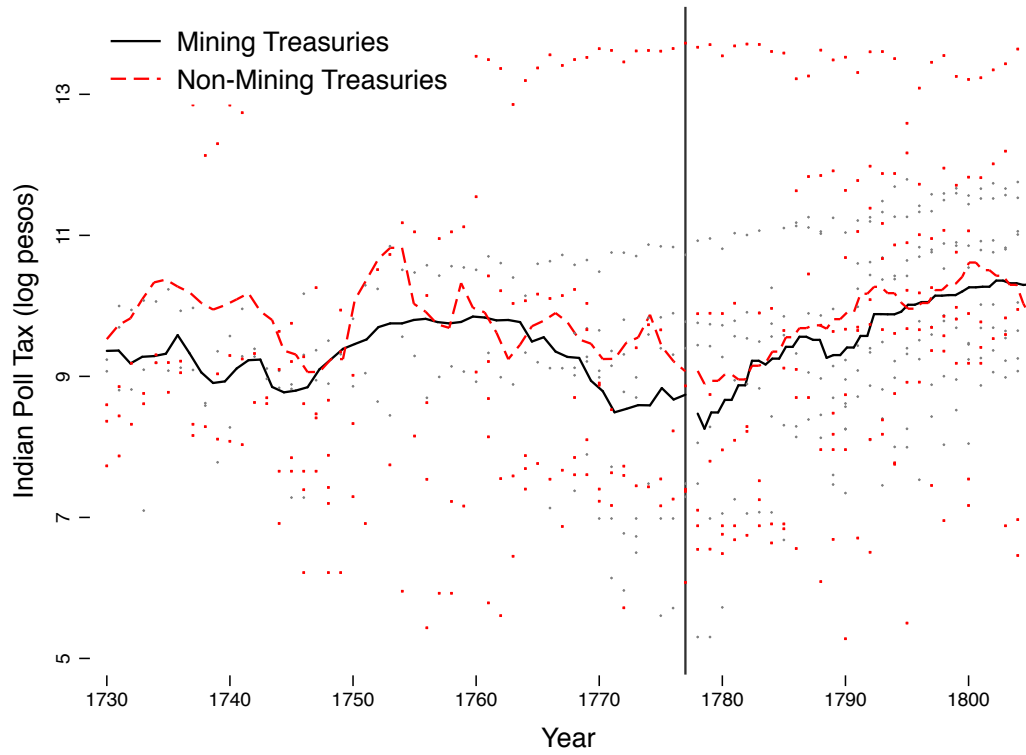 Mining Treasuries
Non-Mining Treasuries
Indian Poll Tax (log pesos)
13
11
9
7
5
1730 1740 1750 1760 1770 1780 1790 1800
Year